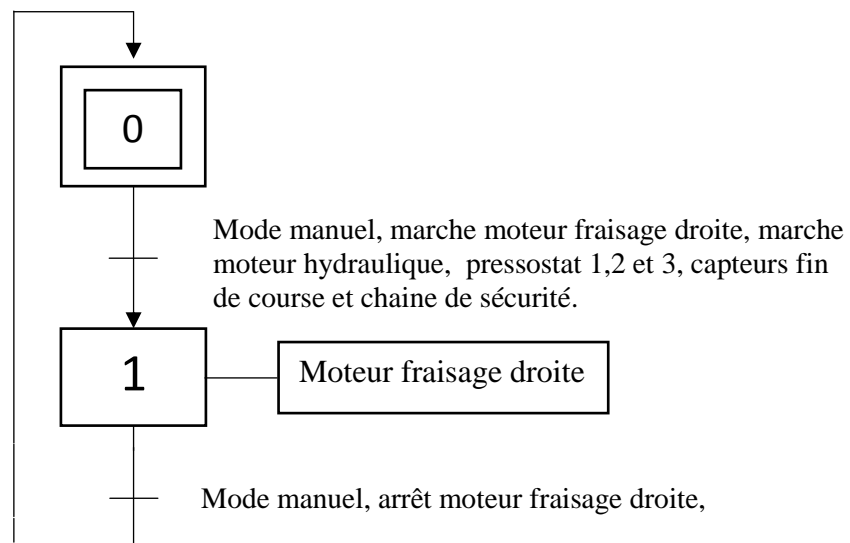 0
Mode manuel, marche moteur fraisage droite, marche
moteur hydraulique, pressostat 1,2 et 3, capteurs fin
de course et chaine de sécurité.
1
Moteur fraisage droite
Mode manuel, arrêt moteur fraisage droite,